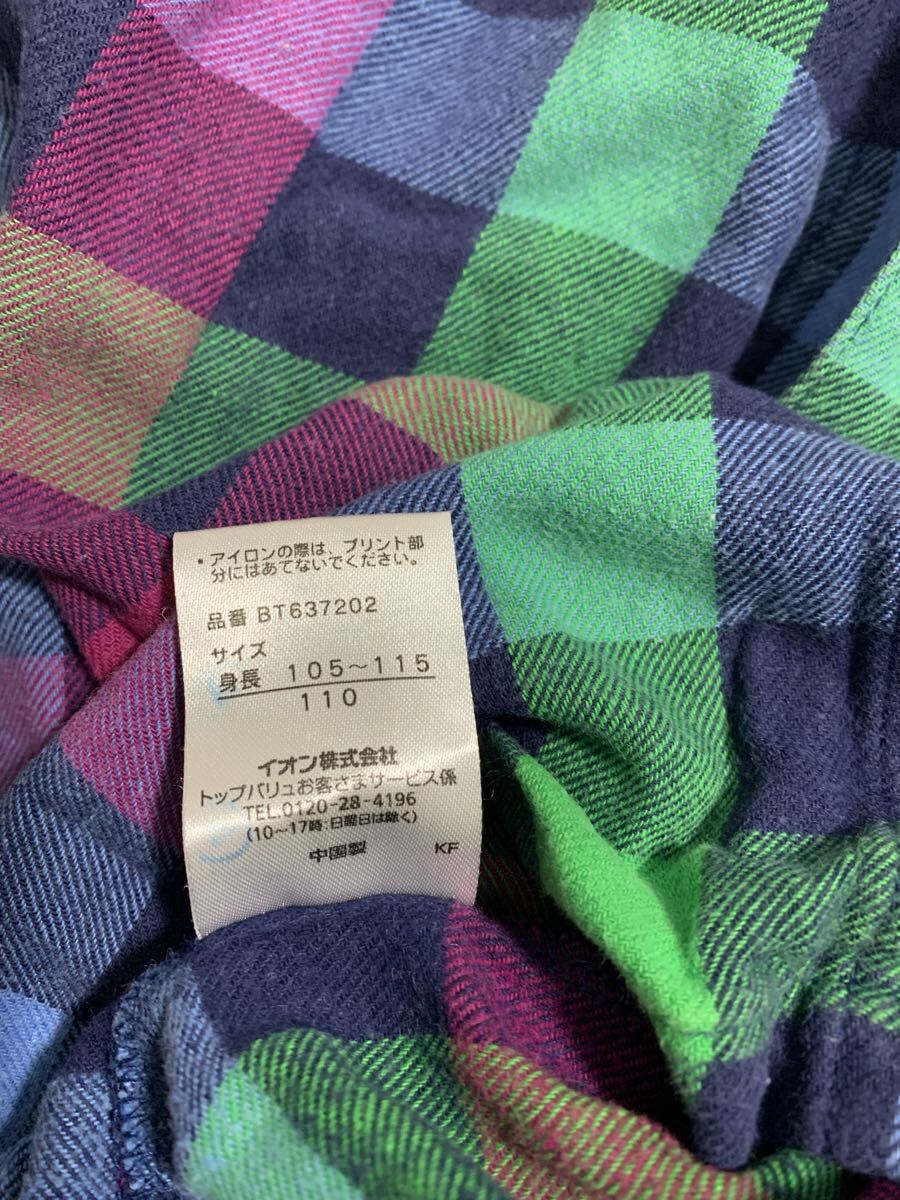 ・アイロンの際は、プリント部
分にはあてないでください。
品番 BT637202
サイズ
身長 105～115
110
イオン株式会社
トップバリュお客さまサービス係
TEL.0120-28-4196
(10～17時:日曜日は除く)
中国製 KF